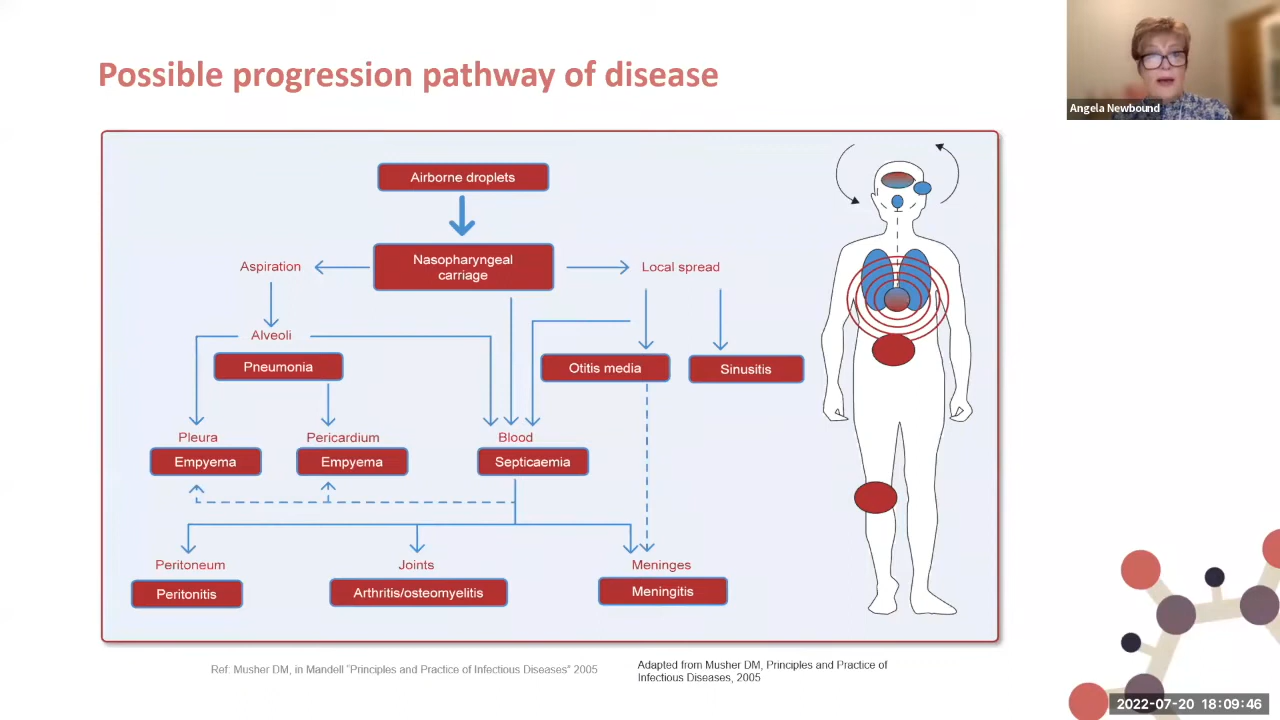 Possible progression pathway of disease
Angela Newbound
Airborne droplets
Nasopharyngeal
carriage
Aspiration
Local spread
Alveoli
Pneumonia
Otitis media
Sinusitis
Pleura
Pericardium
Blood
Empyema
Empyema
Septicaemia
Peritoneum
Joints
Meninges
Peritonitis
Arthritis/osteomyelitis
Meningitis
Ref: Musher DM, in Mandell “Principles and Practice of Infectious Diseases” 2005
Adapted from Musher DM, Principles and Practice of
Infectious Diseases, 2005
2022-07-20 18:09:46